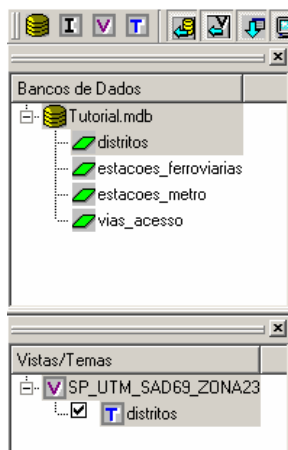 I V T
Bancos de Dados
Tutorial.mdb
distritos
estacoes_ferroviarias
estacoes_metro
vias_acesso
Vistas/Temas
V SP_UTM_SAD69_ZONA23
T distritos